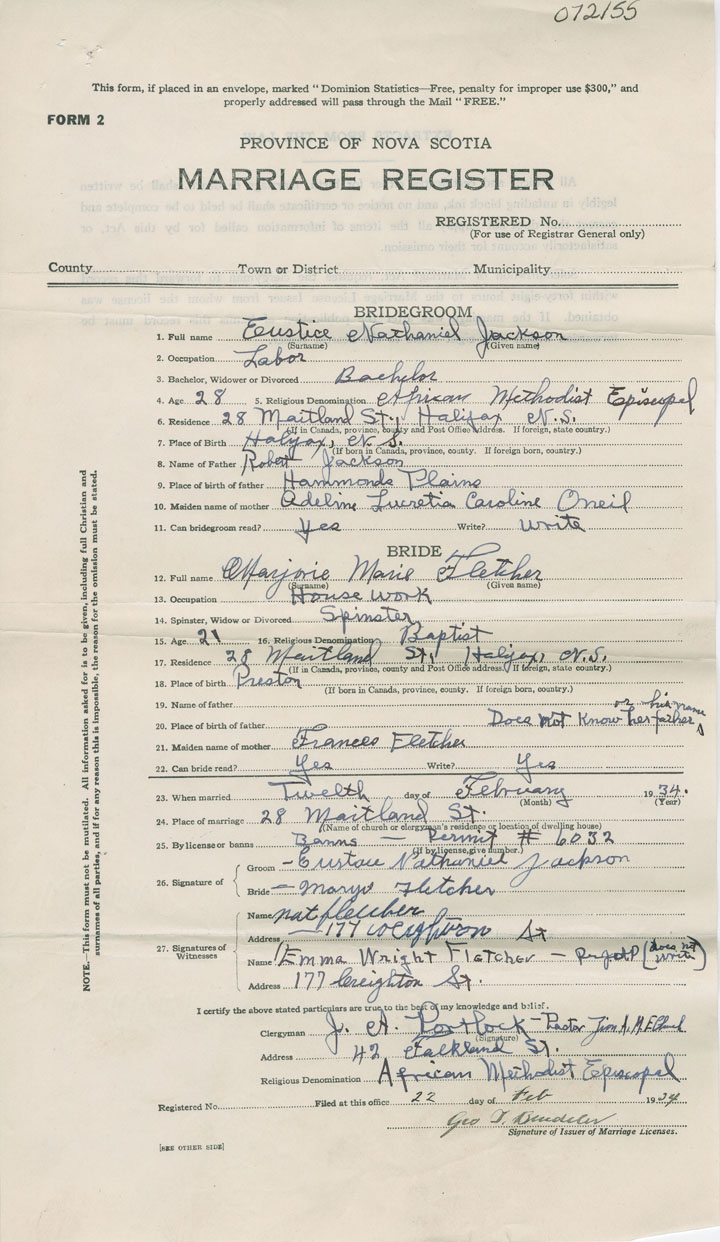 072155
This form, if placed in an envelope, marked "Dominion Statistics—Free, penalty for improper use $300," and
properly addressed will pass through the Mail "FREE."
FORM 2
PROVINCE OF NOVA SCOTIA
MARRIAGE REGISTER
REGISTERED No.
(For use of Registrar General only)
County Town or District Municipality
BRIDEGROOM
1. Full name Eustice Nathaniel Jackson
(Surname) (Given name)
2. Occupation Labor
3. Bachelor, Widower or Divorced Bachelor
4. Age 28 5. Religious Denomination African Methodist Episcopal
6. Residence 28 Maitland St, Halifax N.S.
(If in Canada, province, county and Post Office address. If foreign, state country.)
7. Place of Birth Halifax, N.S.
(If born in Canada, province, county. If foreign born, country.)
8. Name of Father Robert Jackson
9. Place of birth of father Hammonds Plains
10. Maiden name of mother Adeline Lucretia Caroline Oneil
11. Can bridegroom read? Yes Write? write
BRIDE
12. Full name Marjorie Marie Fletcher
(Surname) (Given name)
13. Occupation House work
14. Spinster, Widow or Divorced Spinster
15. Age 21 16. Religious Denomination Baptist
17. Residence 28 Maitland St, Halifax, N.S.
(If in Canada, province, county and Post Office address. If foreign, state country.)
18. Place of birth Preston
(If born in Canada, province, county. If foreign born, country.)
19. Name of father
or his name
20. Place of birth of father Does not Know her father
21. Maiden name of mother Frances Fletcher
22. Can bride read? Yes Write? Yes
23. When married Twelth day of February 1934.
(Month) (Year)
24. Place of marriage 28 Maitland St.
(Name of church or clergyman's residence or location of dwelling house)
25. By license or banns Banns — Permit # 6032
(If by license, give number.)
26. Signature of
Groom - Eustace Nathaniel Jackson
Bride - Marye Fletcher
27. Signatures of Witnesses
Name nat fletcher
Address 177 St
Name Emma Wright Fletcher — (does not write)
Address 177 Creighton St.
NOTE.—This form must not be mutilated. All information asked for is to be given, including full Christian and
surnames of all parties, and if for any reason this is impossible, the reason for the omission must be stated.
I certify the above stated particulars are true to the best of my knowledge and belief.
Clergyman J. A. Portlock - Pastor Zion A.M.E. Church
(Signature)
Address 42 Falkland St.
Religious Denomination African Methodist Episcopal
Registered No. Filed at this office 22 day of Feb 1934
Geo
Signature of Issuer of Marriage Licenses.
[SEE OTHER SIDE]